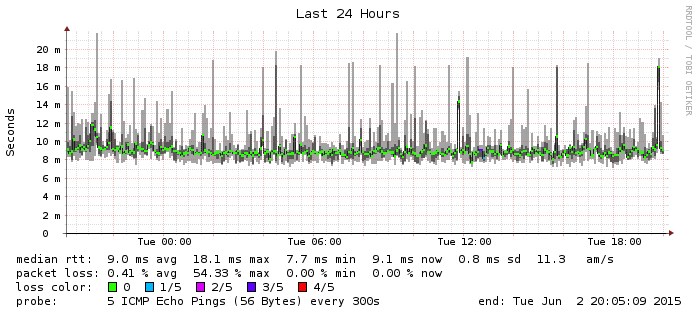 Last 24 Hours
RRDTOOL / TOBI OETIKER
Seconds
20 m
18 m
16 m
14 m
12 m
10 m
8 m
6 m
4 m
2 m
0
Tue 00:00 Tue 06:00 Tue 12:00 Tue 18:00
median rtt: 9.0 ms avg 18.1 ms max 7.7 ms min 9.1 ms now 0.8 ms sd 11.3 am/s
packet loss: 0.41 % avg 54.33 % max 0.00 % min 0.00 % now
loss color: 0 1/5 2/5 3/5 4/5
probe: 5 ICMP Echo Pings (56 Bytes) every 300s end: Tue Jun 2 20:05:09 2015